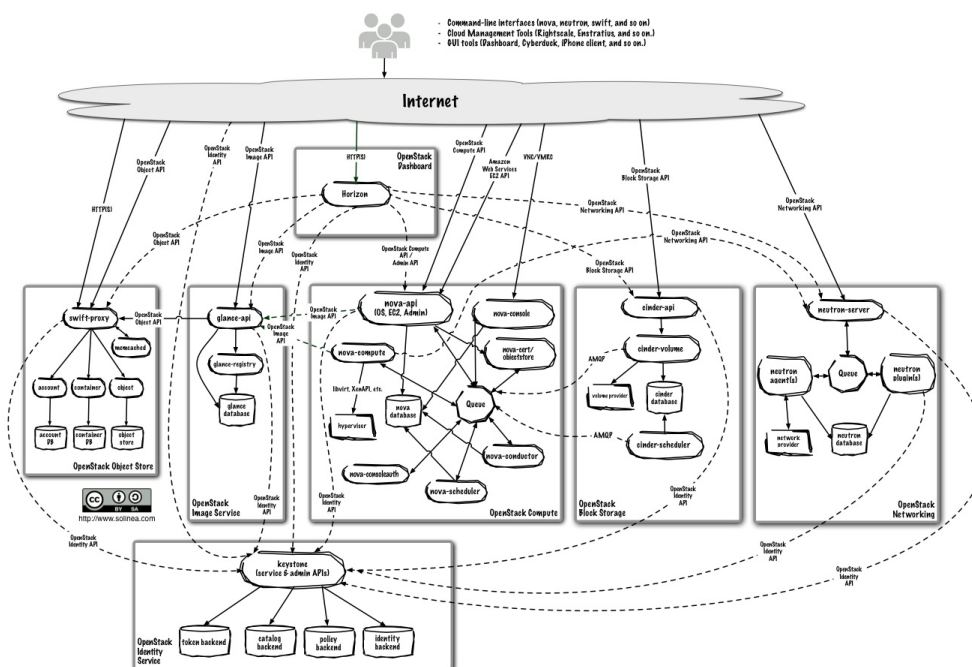 - Command-line interfaces (nova, neutron, swift, and so on)
- Cloud Management Tools (Rightscale, Enstratius, and so on.)
- GUI tools (Dashboard, Cyberduck, iPhone client, and so on.)
Internet
OpenStack
Object API
HTTP(S)
OpenStack
Identity
API
OpenStack
Image API
HTTP(S)
OpenStack
Dashboard
Horizon
OpenStack
Compute API
Amazon
Web Services
EC2 API
VNC/VMRC
OpenStack
Block Storage API
OpenStack
Networking API
OpenStack
Object API
OpenStack
Image API
OpenStack
Identity
API
OpenStack Compute
API /
Admin API
OpenStack
Block Storage API
OpenStack
Networking API
OpenStack
Networking API
swift-proxy
memcached
account
container
object
account
DB
container
DB
object
store
OpenStack Object Store
OpenStack
Object API
glance-api
glance-registry
glance
database
OpenStack
Image Service
OpenStack
Image API
OpenStack
Image API
nova-api
(OS, EC2, Admin)
nova-console
nova-compute
nova-cert/
objectstore
libvirt, XenAPI, etc.
hypervisor
nova
database
Queue
nova-conductor
nova-consoleauth
nova-scheduler
OpenStack Compute
cinder-api
cinder-volume
AMQP
volume provider
cinder
database
AMQP
cinder-scheduler
OpenStack
Block Storage
neutron-server
neutron
agent(s)
Queue
neutron
plugin(s)
network
provider
neutron
database
OpenStack
Networking
CC
BY SA
http://www.solinea.com
OpenStack
Identity API
OpenStack
Identity
API
OpenStack
Identity
API
OpenStack
Identity
API
OpenStack
Identity
API
OpenStack
Identity
API
keystone
(service & admin APIs)
token backend
catalog
backend
policy
backend
identity
backend
OpenStack
Identity
Service